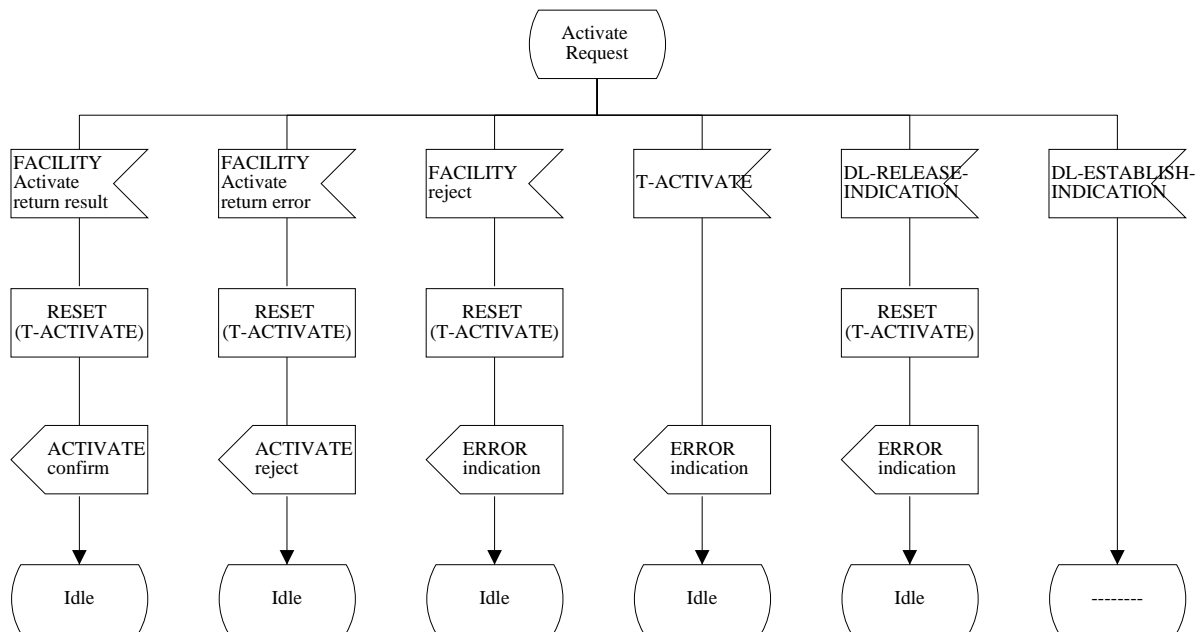 Activate
Request
FACILITY
Activate
return result
FACILITY
Activate
return error
FACILITY
reject
T-ACTIVATE
DL-RELEASE-
INDICATION
DL-ESTABLISH-
INDICATION
RESET
(T-ACTIVATE)
RESET
(T-ACTIVATE)
RESET
(T-ACTIVATE)
RESET
(T-ACTIVATE)
ACTIVATE
confirm
ACTIVATE
reject
ERROR
indication
ERROR
indication
ERROR
indication
Idle
Idle
Idle
Idle
Idle
--------